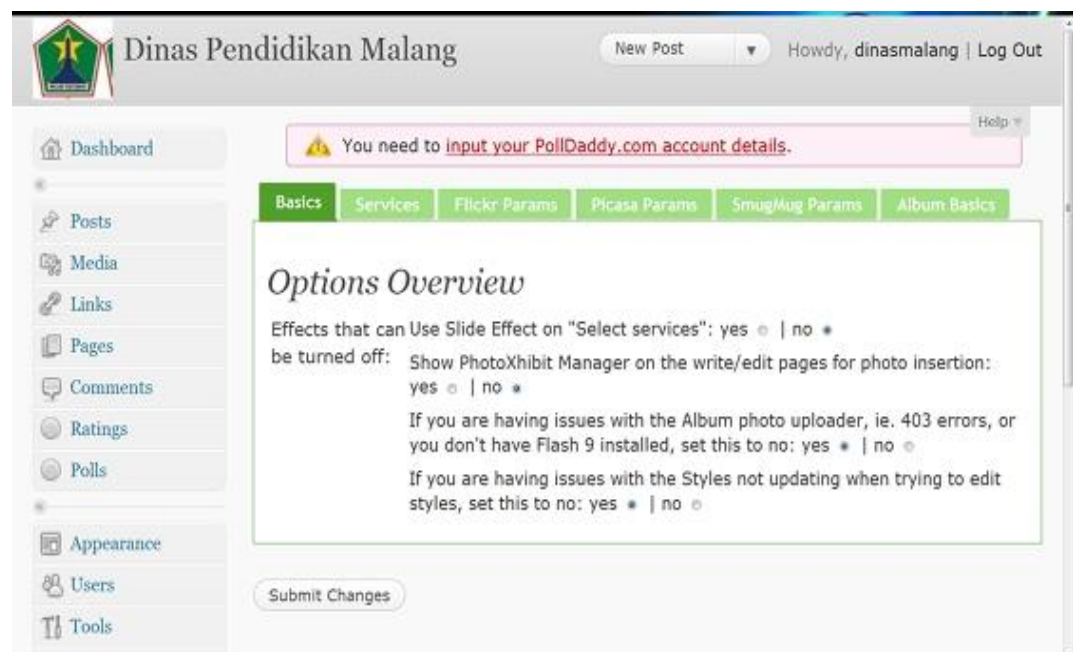 Dinas Pendidikan Malang
New Post
Howdy, dinasmalang | Log Out
Help
You need to input your PollDaddy.com account details.
Dashboard
Posts
Media
Links
Pages
Comments
Ratings
Polls
Appearance
Users
Tools
Basics
Services
Flickr Params
Picasa Params
SmugMug Params
Album Basics
Options Overview
Effects that can
be turned off:
Use Slide Effect on "Select services": yes | no
Show PhotoXhibit Manager on the write/edit pages for photo insertion:
yes | no
If you are having issues with the Album photo uploader, ie. 403 errors, or
you don't have Flash 9 installed, set this to no: yes | no
If you are having issues with the Styles not updating when trying to edit
styles, set this to no: yes | no
Submit Changes